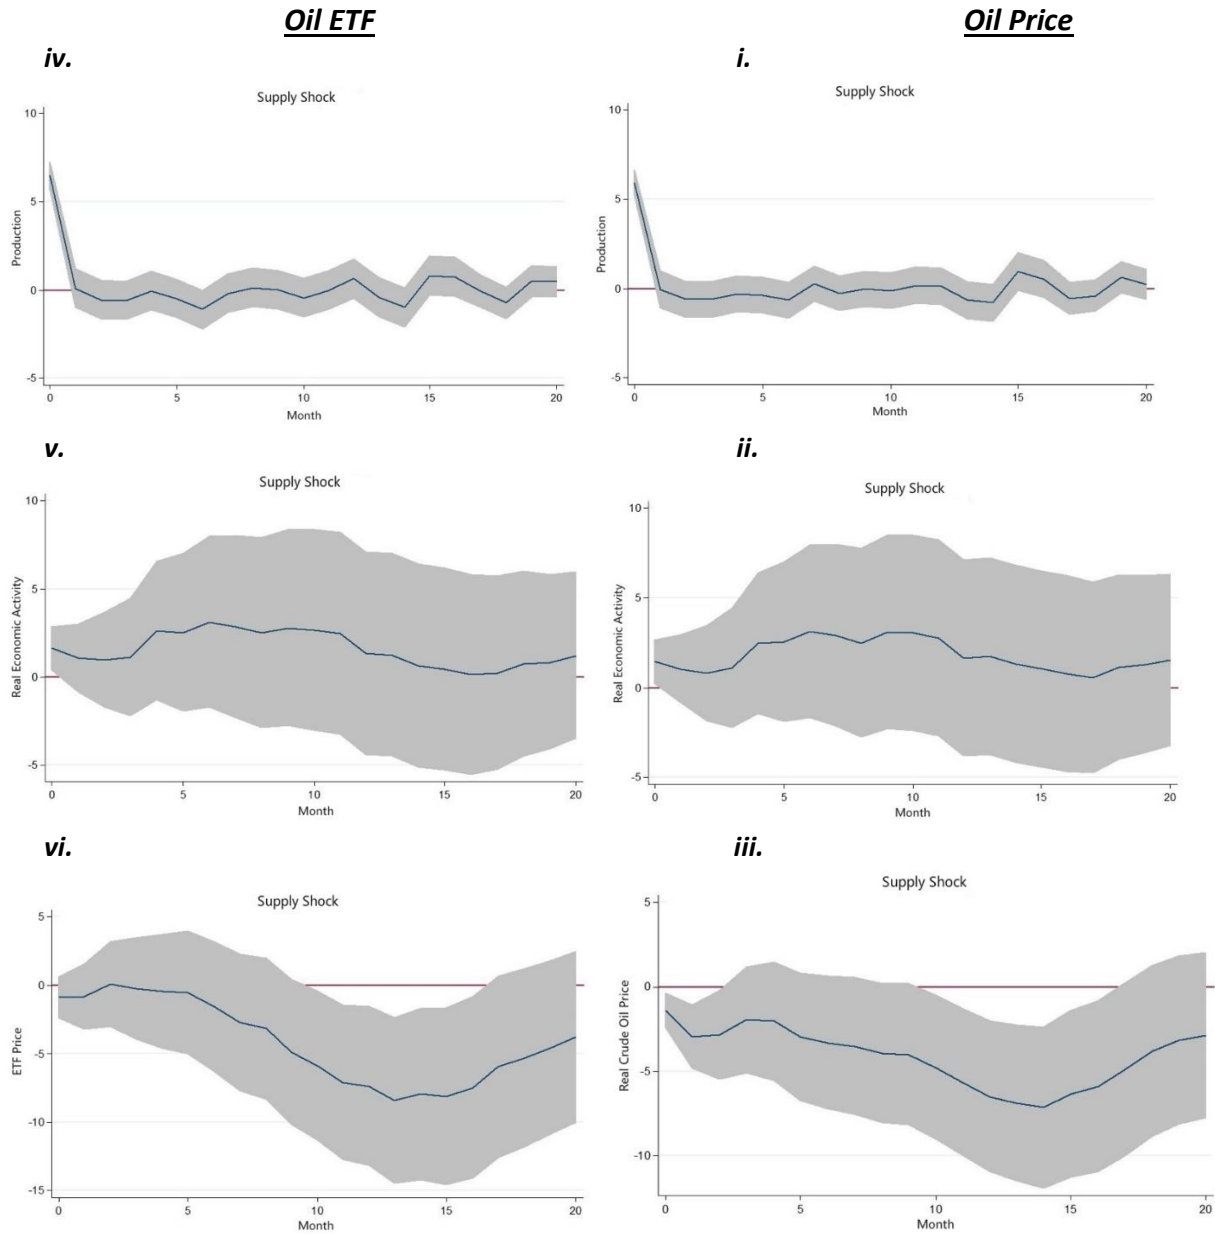 Oil ETF
Oil Price
iv.
i.
Supply Shock
10
5
0
-5
Production
0 5 10 15 20
Month
Supply Shock
10
5
0
-5
Production
0 5 10 15 20
Month
v.
ii.
Supply Shock
10
5
0
-5
Real Economic Activity
0 5 10 15 20
Month
Supply Shock
10
5
0
-5
Real Economic Activity
0 5 10 15 20
Month
vi.
iii.
Supply Shock
5
0
-5
-10
-15
ETF Price
0 5 10 15 20
Month
Supply Shock
5
0
-5
-10
Real Crude Oil Price
0 5 10 15 20
Month